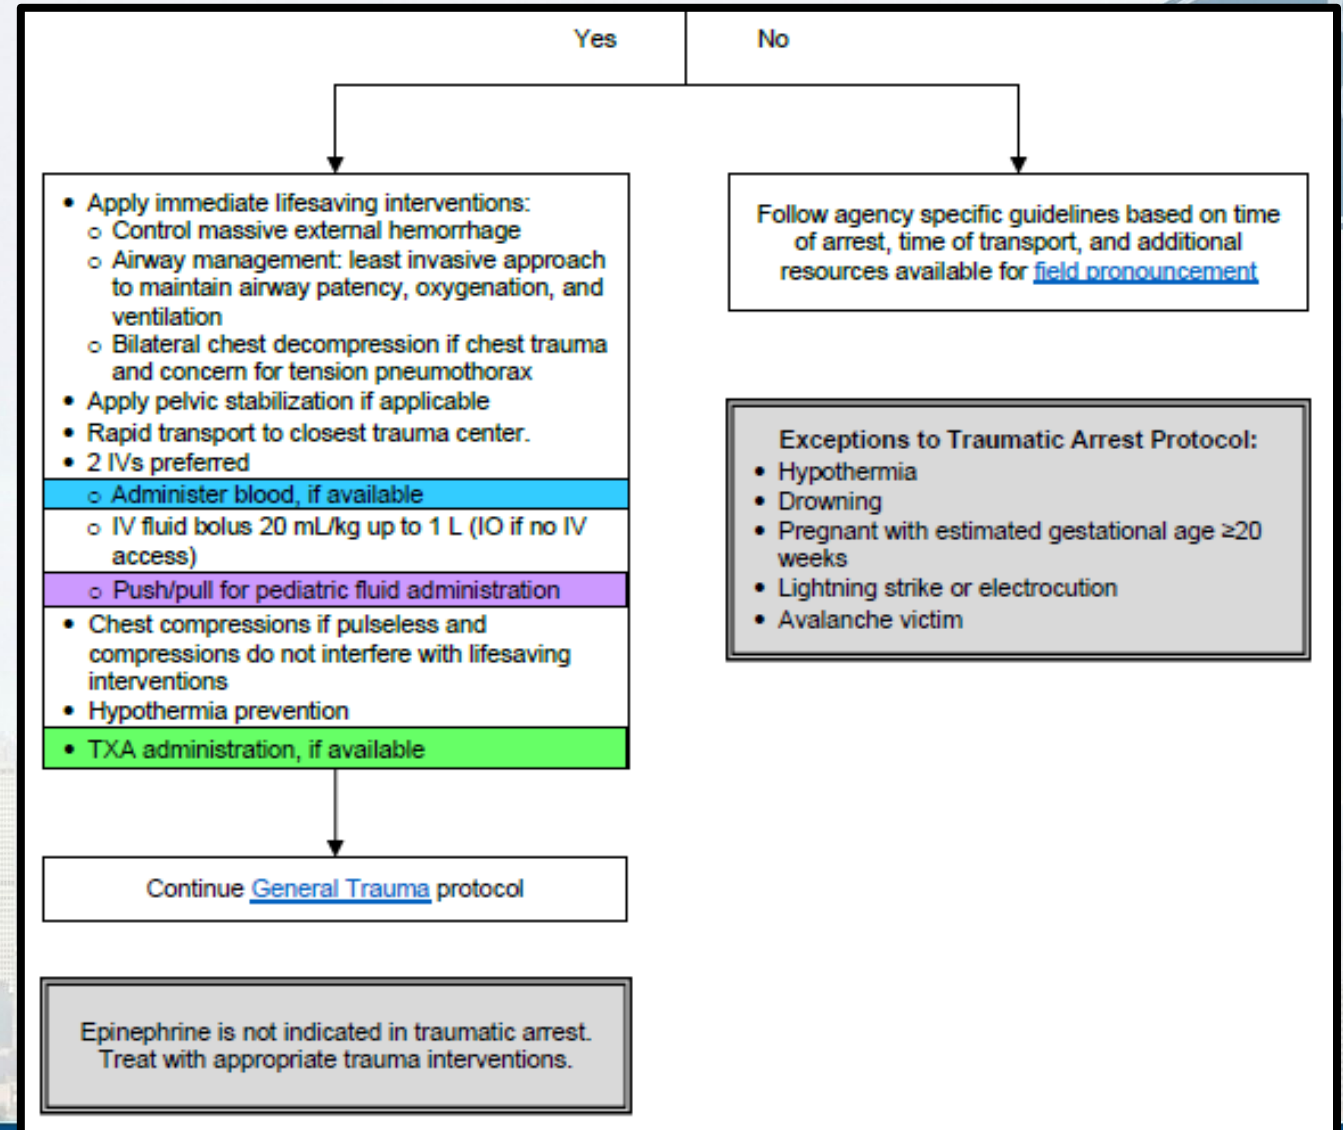 Yes
No
• Apply immediate lifesaving interventions:
o Control massive external hemorrhage
o Airway management: least invasive approach
to maintain airway patency, oxygenation, and
ventilation
o Bilateral chest decompression if chest trauma
and concern for tension pneumothorax
• Apply pelvic stabilization if applicable
• Rapid transport to closest trauma center.
• 2 IVs preferred
o Administer blood, if available
o IV fluid bolus 20 mL/kg up to 1 L (IO if no IV
access)
o Push/pull for pediatric fluid administration
• Chest compressions if pulseless and
compressions do not interfere with lifesaving
interventions
• Hypothermia prevention
• TXA administration, if available
Continue General Trauma protocol
Epinephrine is not indicated in traumatic arrest.
Treat with appropriate trauma interventions.
Follow agency specific guidelines based on time
of arrest, time of transport, and additional
resources available for field pronouncement
Exceptions to Traumatic Arrest Protocol:
• Hypothermia
• Drowning
• Pregnant with estimated gestational age ≥20
weeks
• Lightning strike or electrocution
• Avalanche victim